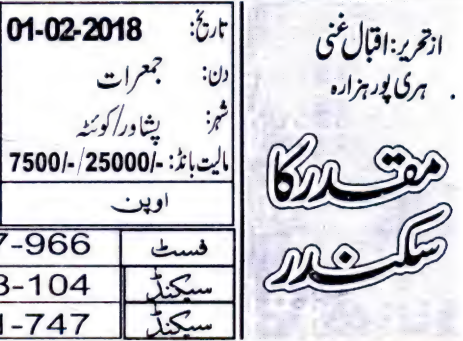 ازتحریر: اقبال غنی
ہری پور ہزارہ
مقدر کا
سکندر
تاریخ: 01-02-2018
دن: جمعرات
شہر: پشاور/کوئٹہ
مالیت بانڈ: 7500/-/25000/-
اوپن
فسٹ 7-966
سیکنڈ 3-104
سیکنڈ 1-747